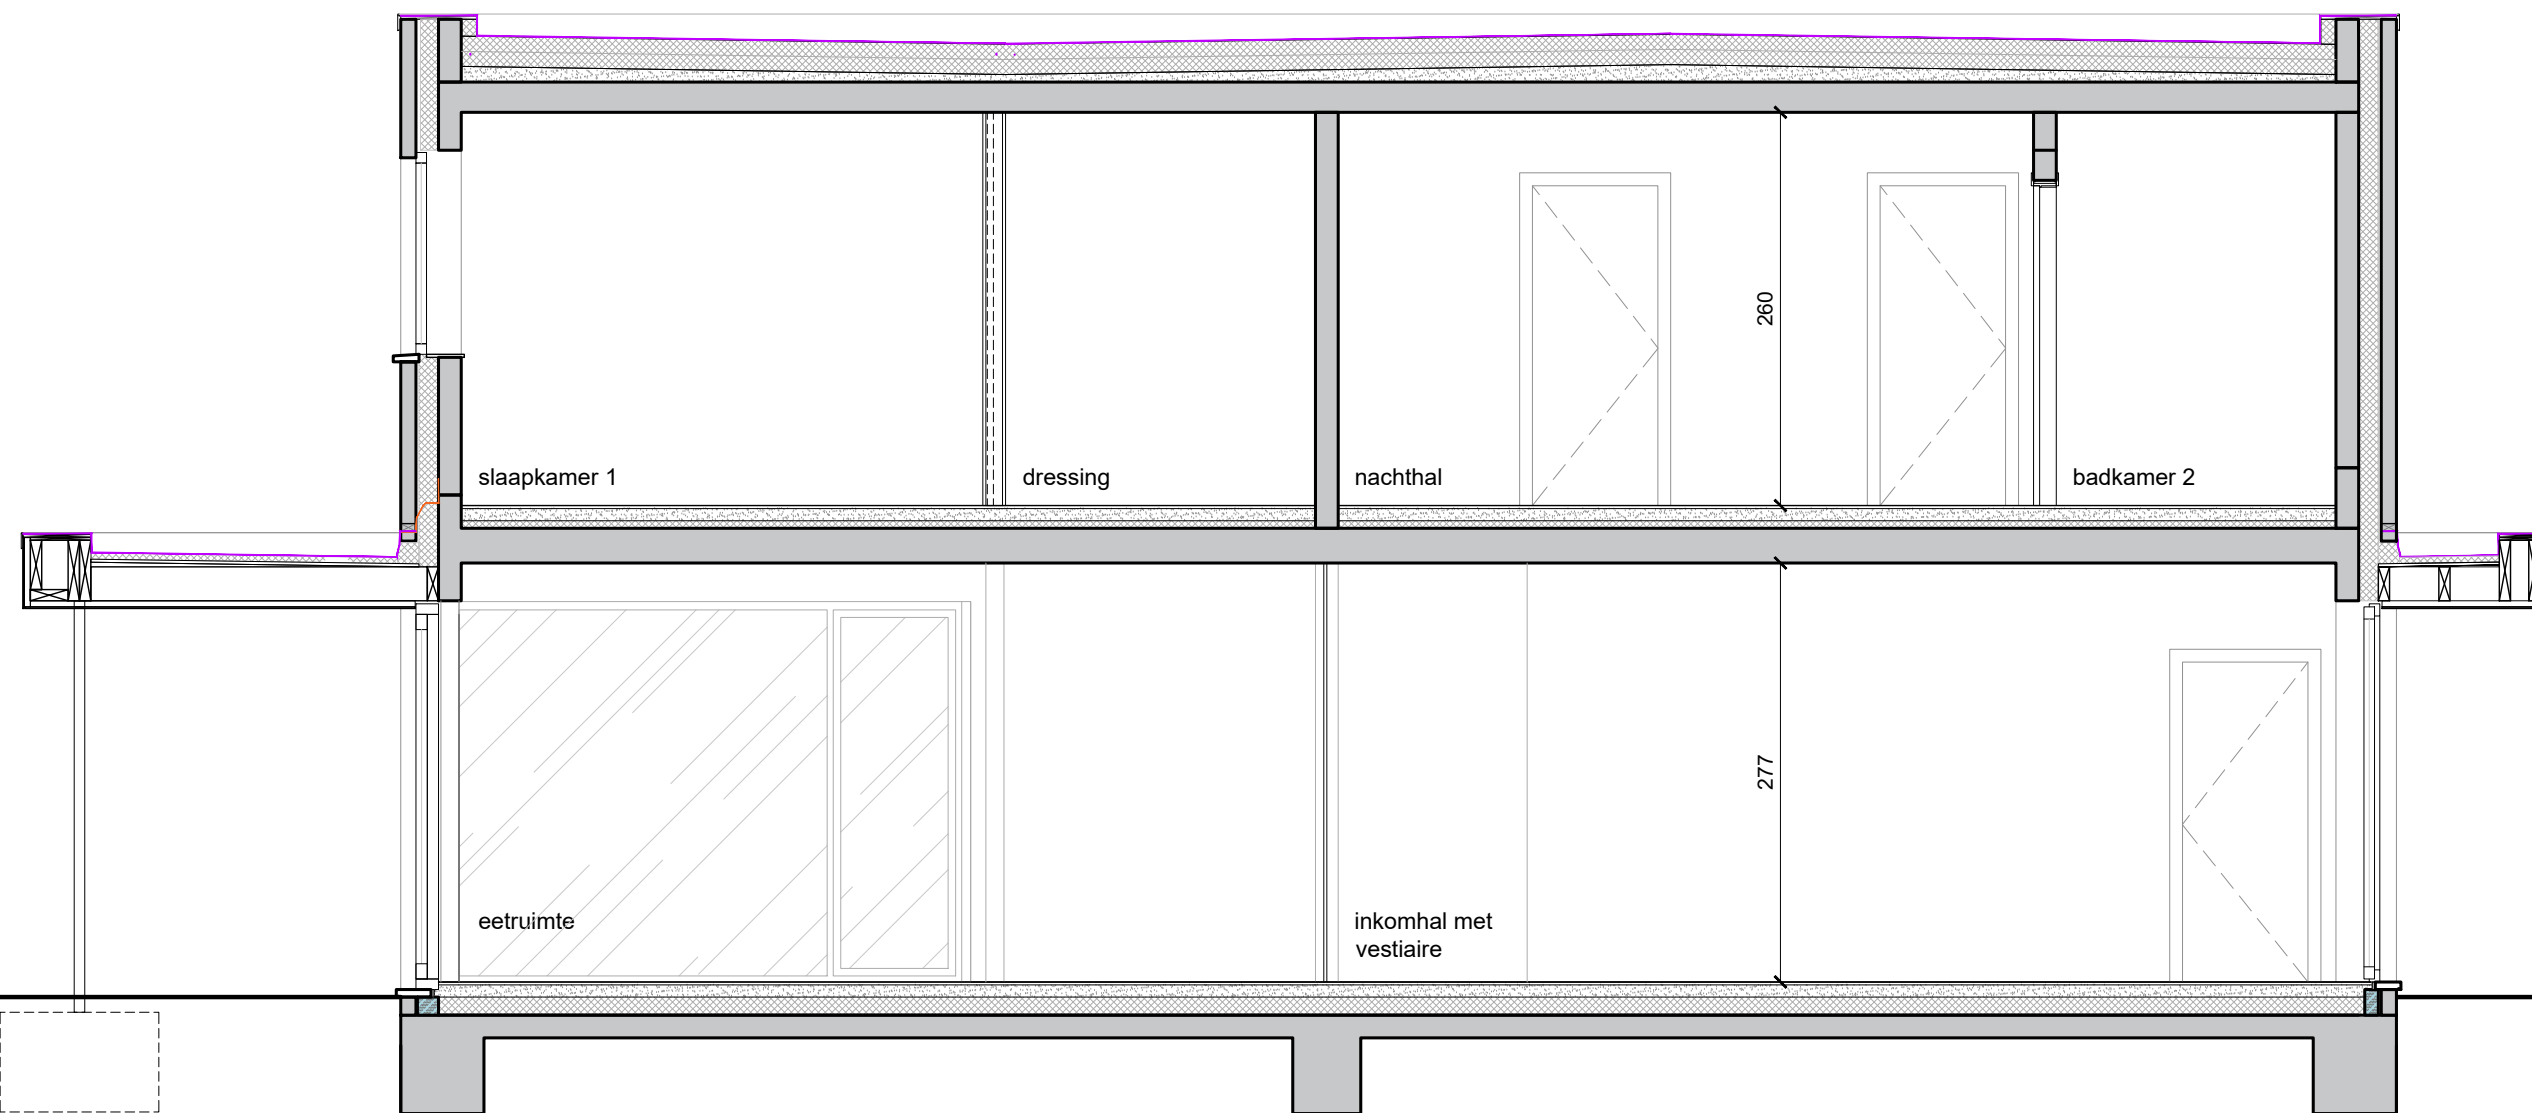 260
slaapkamer 1
dressing
nachthal
badkamer 2
277
eetruimte
inkomhal met
vestiaire